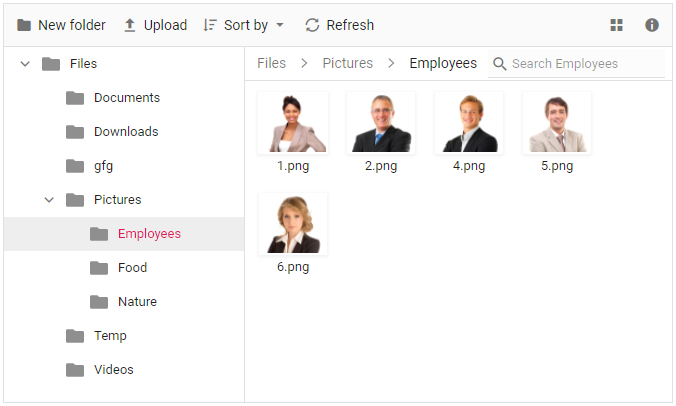 New folder Upload Sort by Refresh
Files
Documents
Downloads
gfg
Pictures
Employees
Food
Nature
Temp
Videos
Files Pictures Employees Search Employees
1.png 2.png 4.png 5.png
6.png